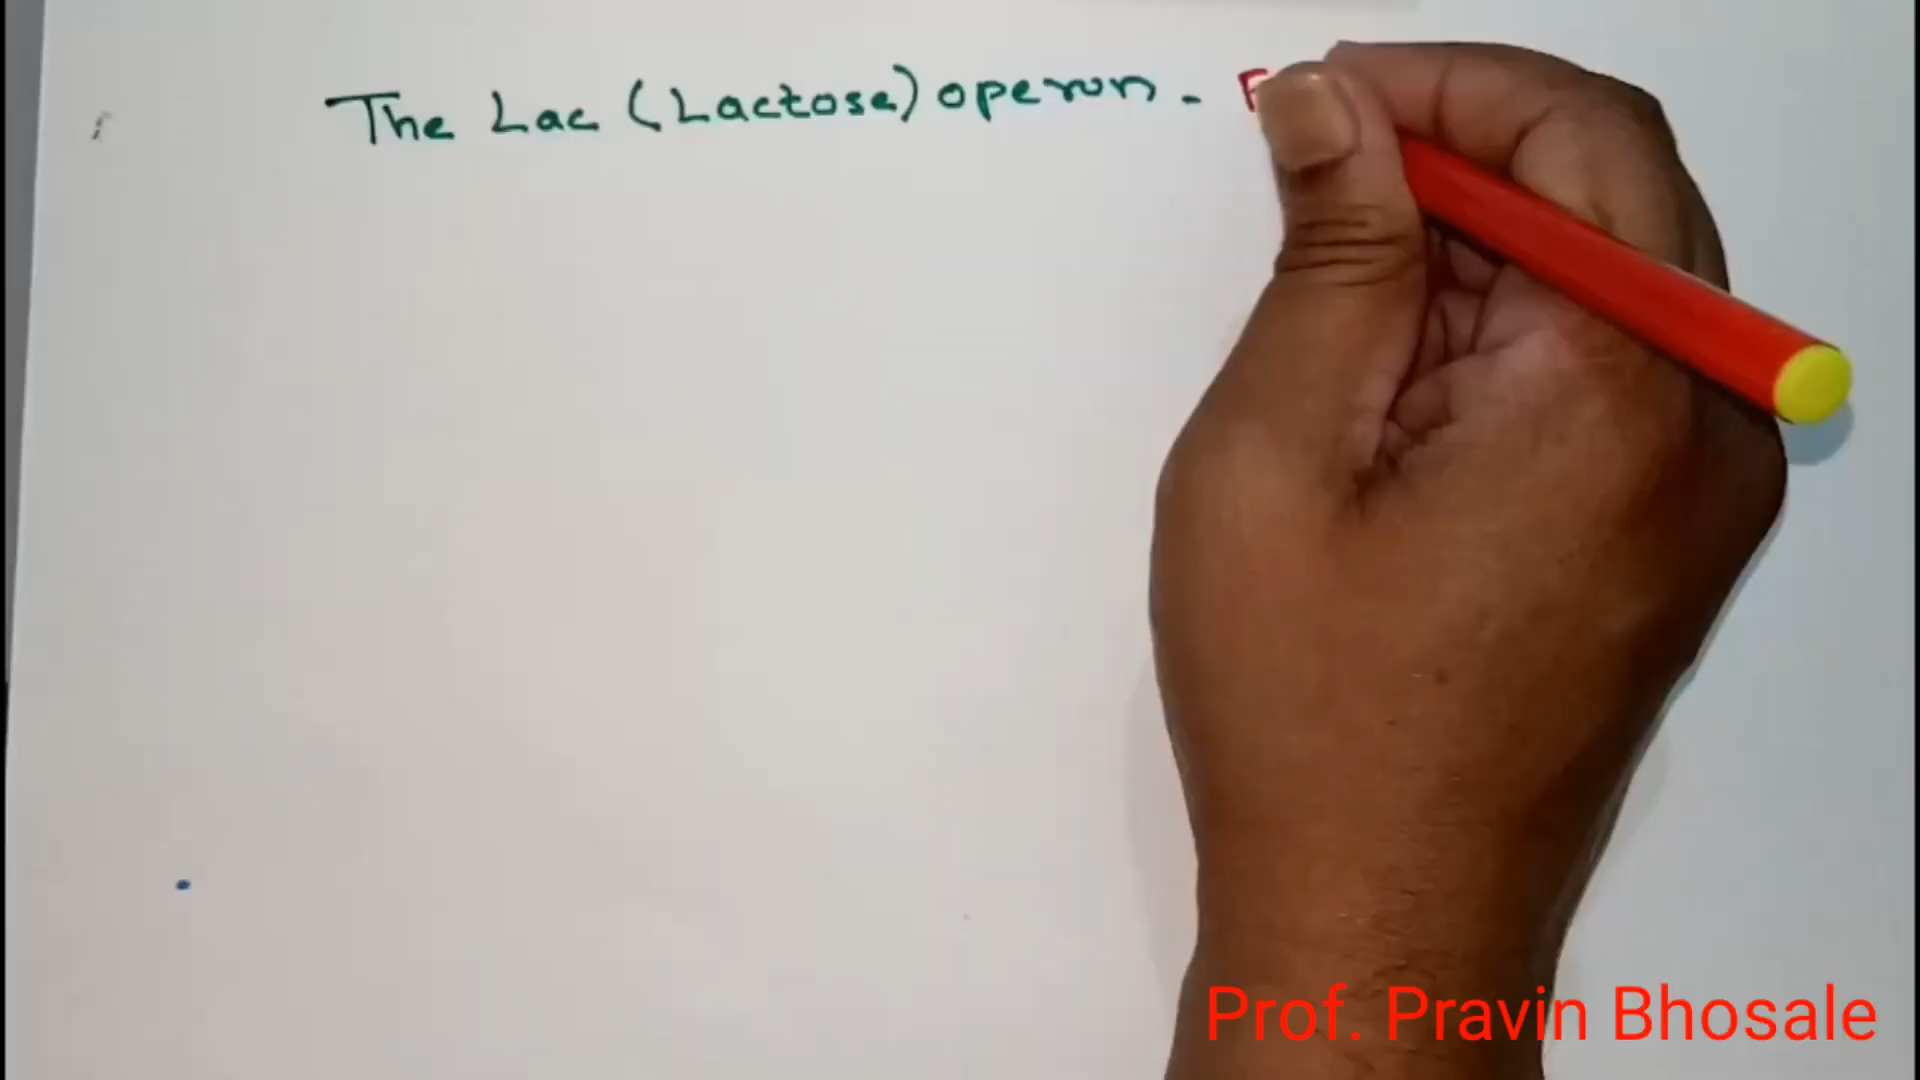 The Lac (Lactose) operon -
Prof. Pravin Bhosale